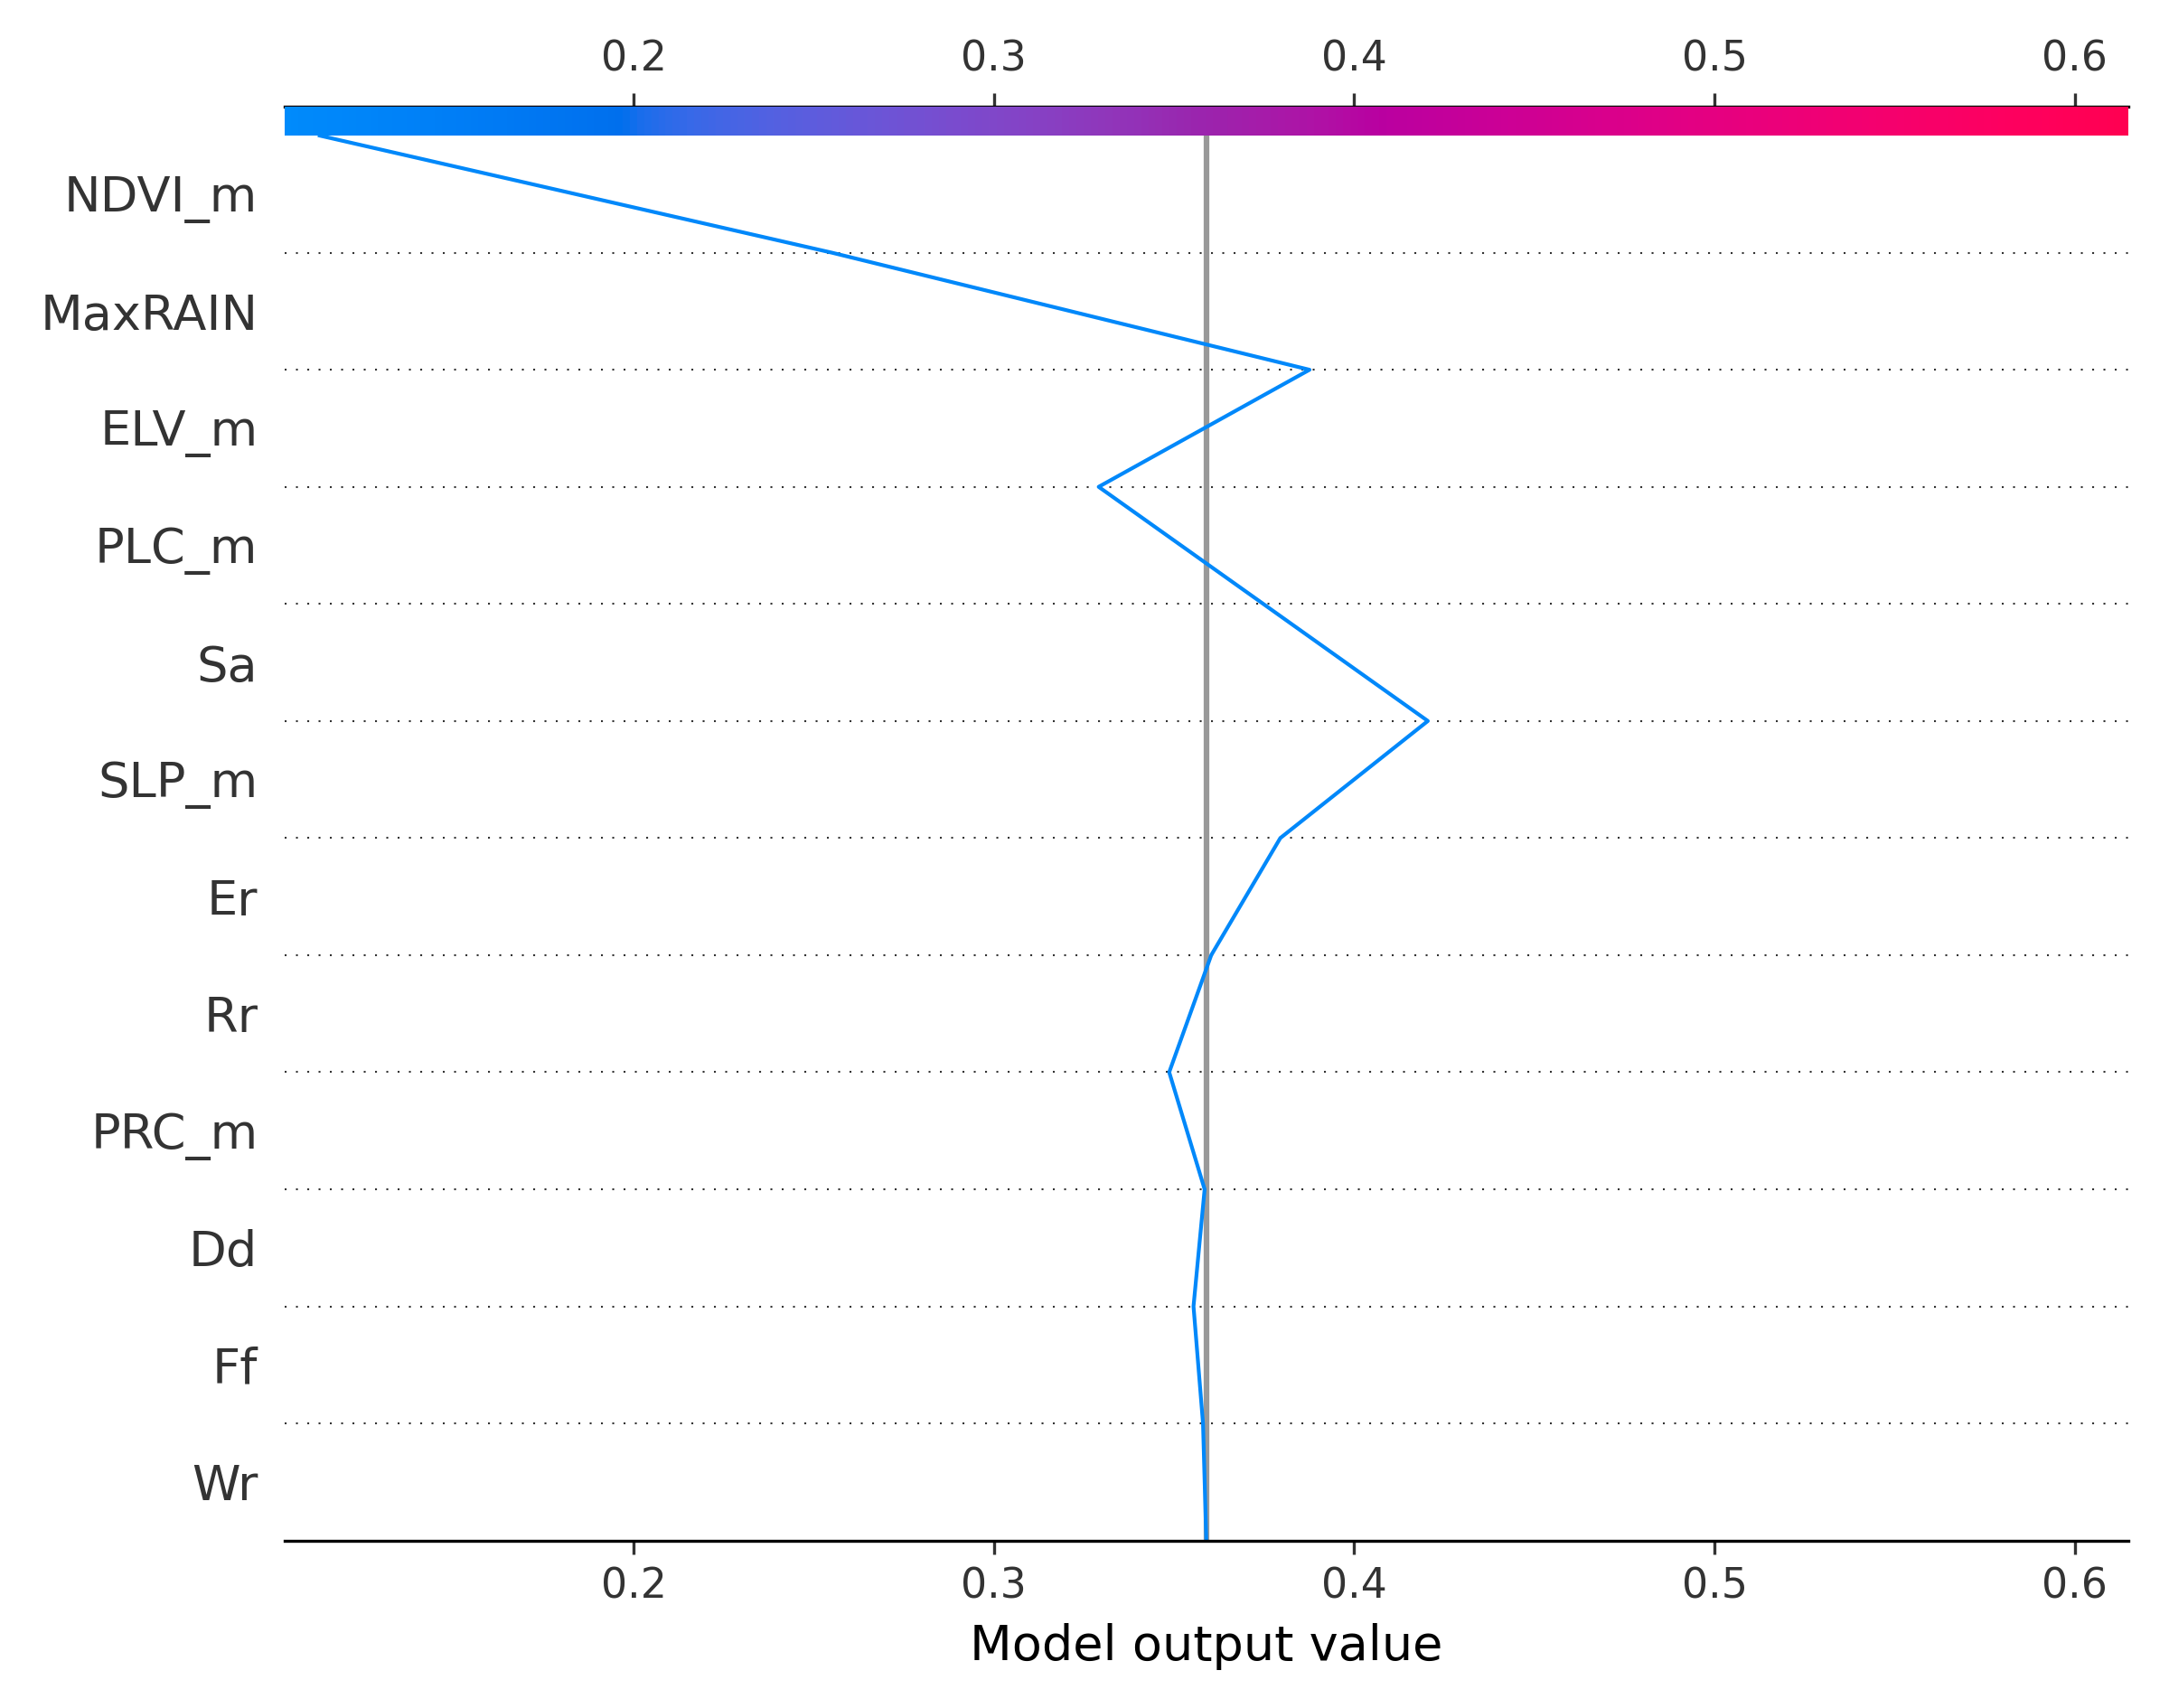 0.2 0.3 0.4 0.5 0.6
NDVI_m
MaxRAIN
ELV_m
PLC_m
Sa
SLP_m
Er
Rr
PRC_m
Dd
Ff
Wr
0.2 0.3 0.4 0.5 0.6
Model output value